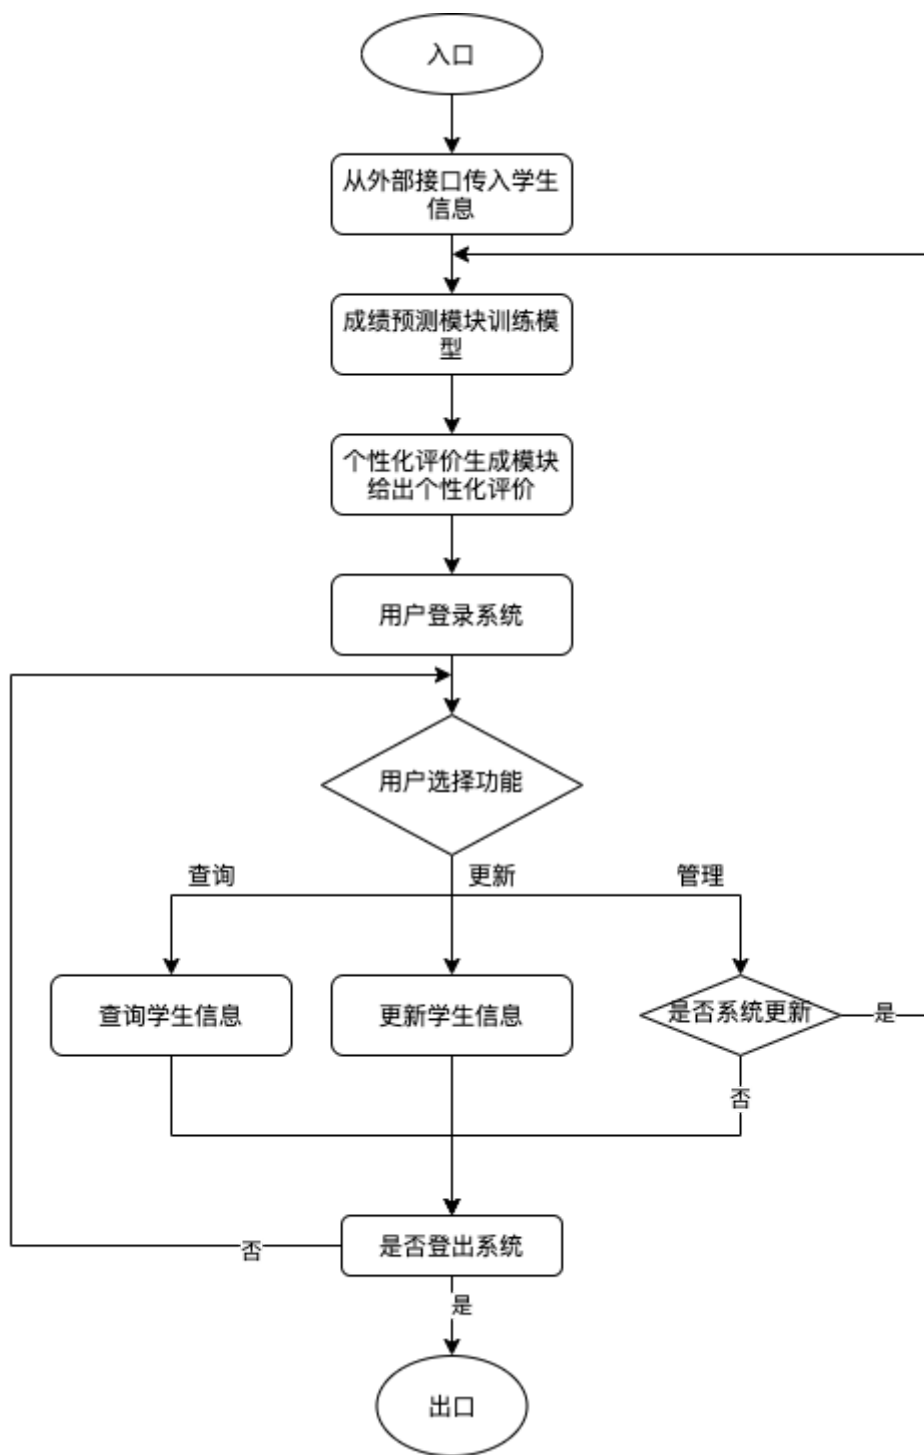 入口
从外部接口传入学生
信息
成绩预测模块训练模
型
个性化评价生成模块
给出个性化评价
用户登录系统
用户选择功能
查询
更新
管理
查询学生信息
更新学生信息
是否系统更新
是
否
是否登出系统
否
是
出口